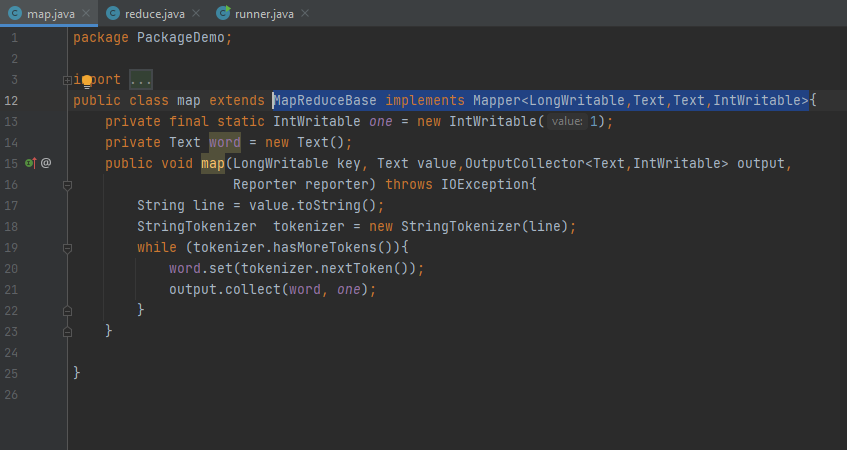 map.java reduce.java runner.java
1 package PackageDemo;
2
3 import ...
12 public class map extends MapReduceBase implements Mapper<LongWritable,Text,Text,IntWritable>{
13 private final static IntWritable one = new IntWritable( value: 1);
14 private Text word = new Text();
15 @ public void map(LongWritable key, Text value,OutputCollector<Text,IntWritable> output,
16 Reporter reporter) throws IOException{
17 String line = value.toString();
18 StringTokenizer  tokenizer = new StringTokenizer(line);
19 while (tokenizer.hasMoreTokens()){
20 word.set(tokenizer.nextToken());
21 output.collect(word, one);
22 }
23 }
24
25 }
26